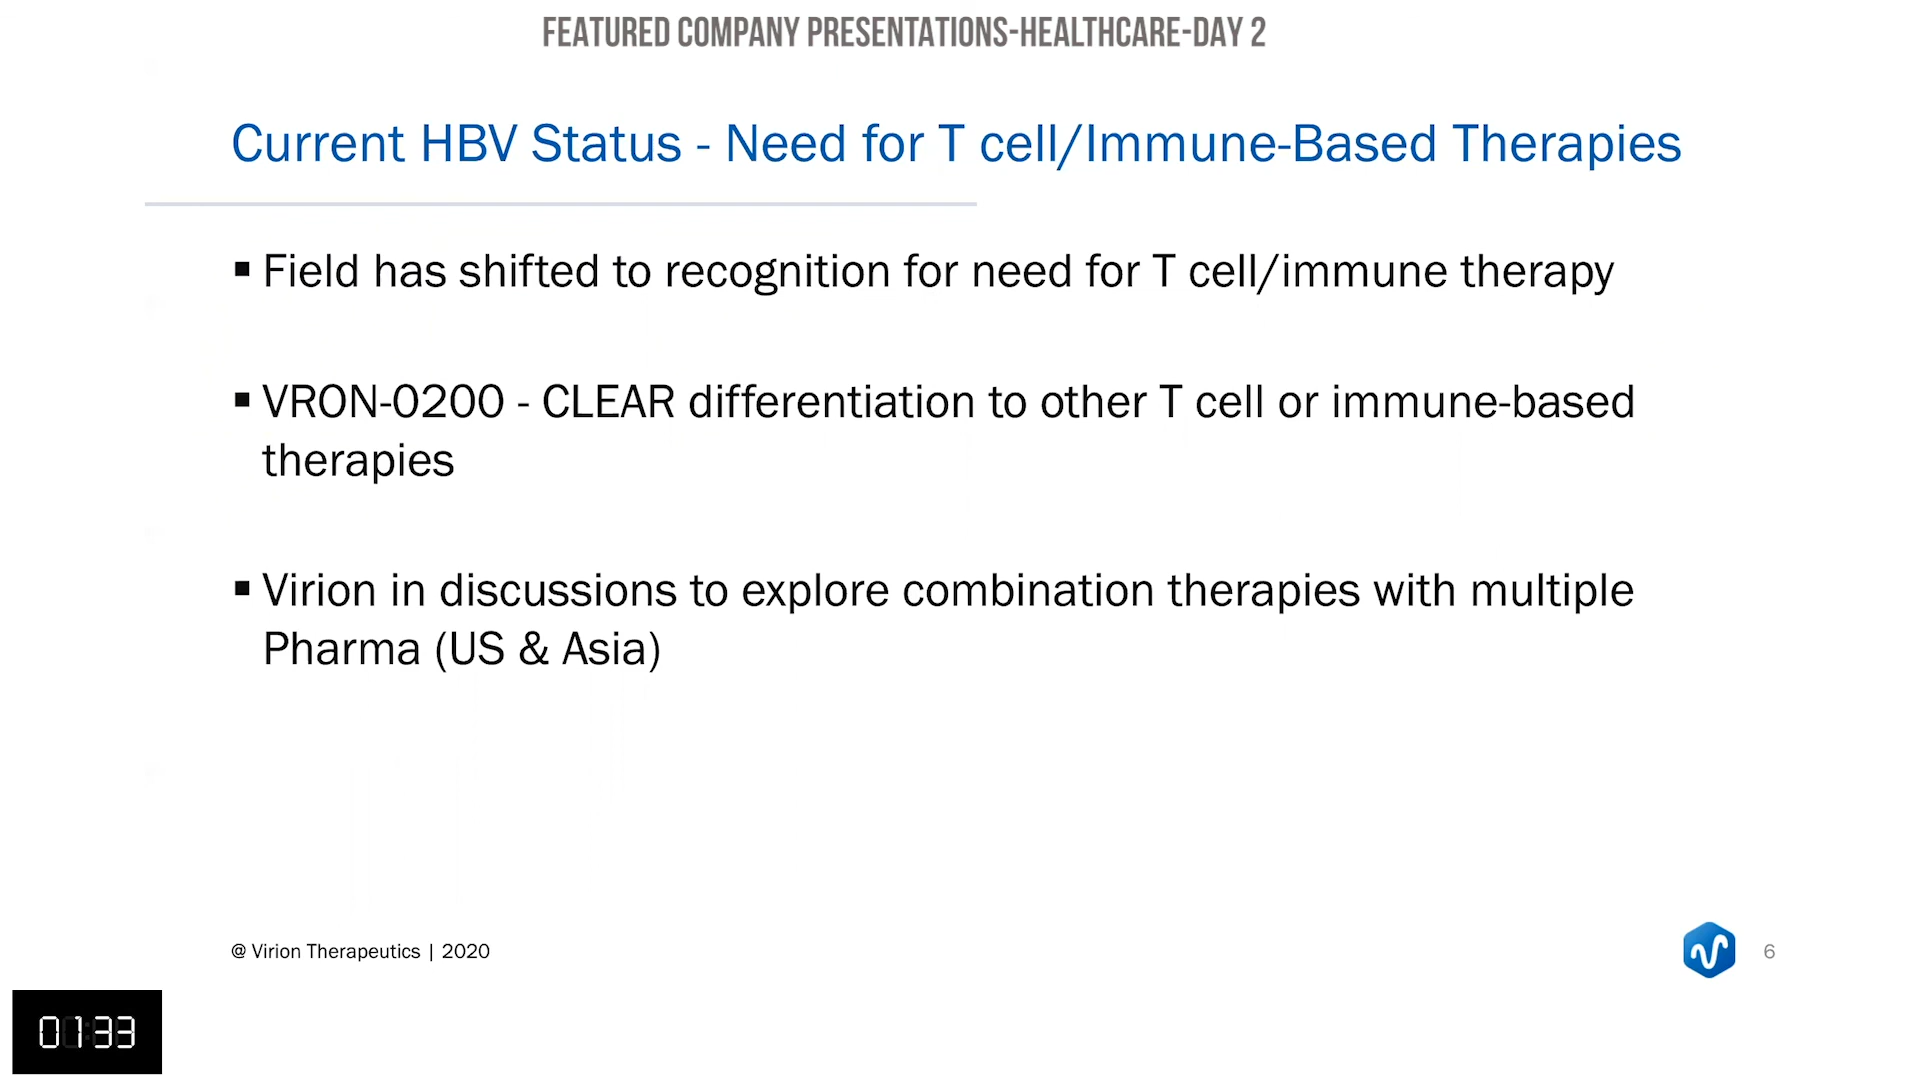 FEATURED COMPANY PRESENTATIONS-HEALTHCARE-DAY 2
Current HBV Status - Need for T cell/Immune-Based Therapies
▪ Field has shifted to recognition for need for T cell/immune therapy
▪ VRON-0200 - CLEAR differentiation to other T cell or immune-based
therapies
▪ Virion in discussions to explore combination therapies with multiple
Pharma (US & Asia)
@ Virion Therapeutics | 2020
6
01:33